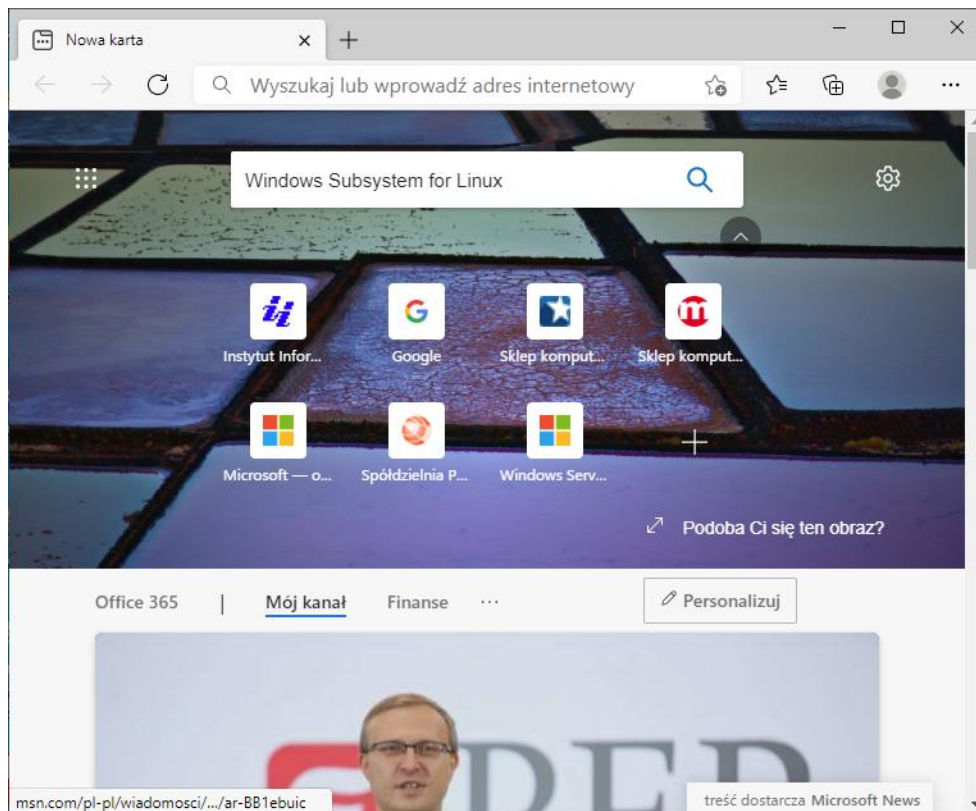 Nowa karta
Wyszukaj lub wprowadź adres internetowy
Windows Subsystem for Linux
Instytut Infor...
Google
Sklep komput...
Sklep komput...
Microsoft — o...
Spółdzielnia P...
Windows Serv...
Podoba Ci się ten obraz?
Office 365 | Mój kanał Finanse ...
Personalizuj
msn.com/pl-pl/wiadomosci/.../ar-BB1ebuic
treść dostarcza Microsoft News